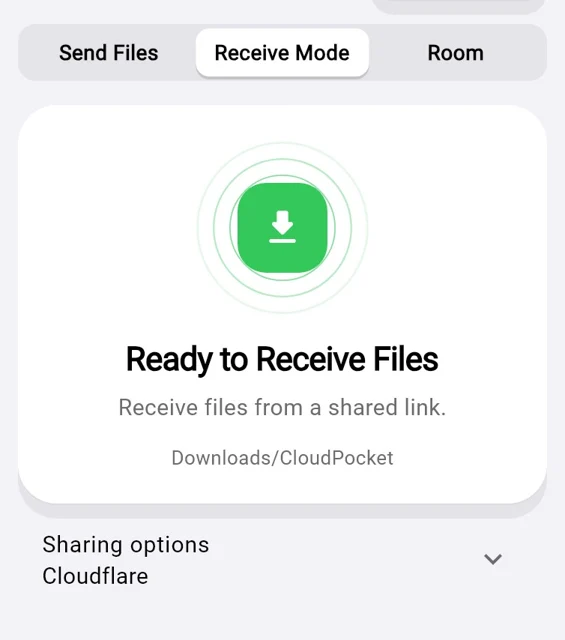 Send Files
Receive Mode
Room
Ready to Receive Files
Receive files from a shared link.
Downloads/CloudPocket
Sharing options
Cloudflare